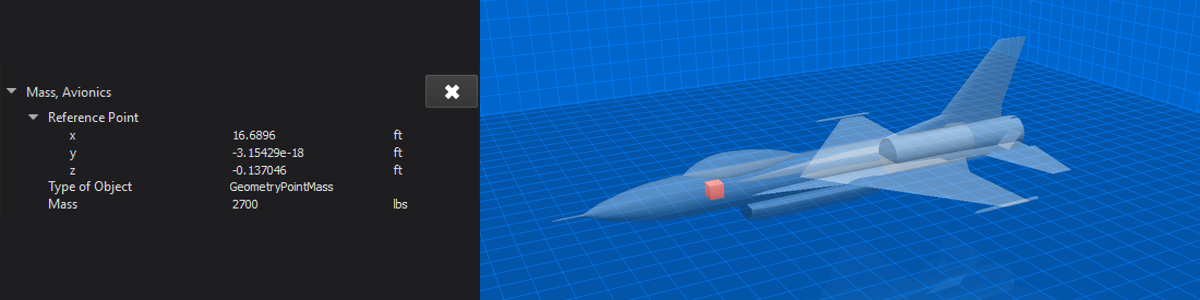 Mass, Avionics
Reference Point
x 16.6896 ft
y -3.15429e-18 ft
z -0.137046 ft
Type of Object GeometryPointMass
Mass 2700 lbs